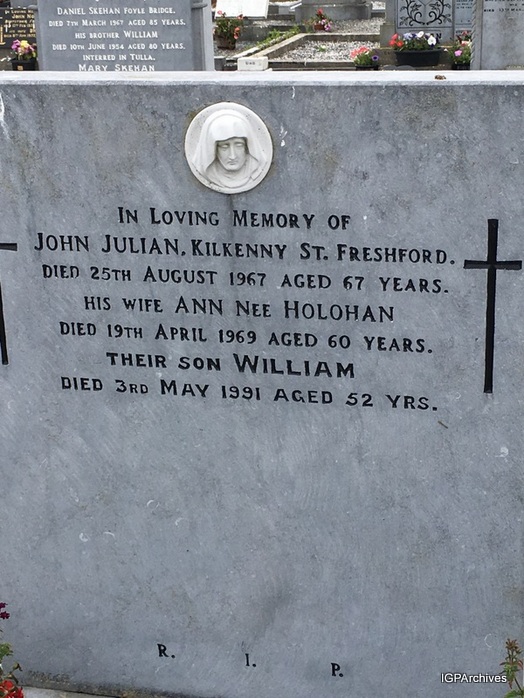 DANIEL SKEHAN FOYLE BRIDGE.
DIED 7TH MARCH 1967 AGED 85 YEARS.
HIS BROTHER WILLIAM
DIED 10TH JUNE 1954 AGED 80 YEARS.
INTERRED IN TULLA.
MARY SKEHAN
IN LOVING MEMORY OF
JOHN JULIAN, KILKENNY ST. FRESHFORD.
DIED 25TH AUGUST 1967 AGED 67 YEARS.
HIS WIFE ANN NEE HOLOHAN
DIED 19TH APRIL 1969 AGED 60 YEARS.
THEIR SON WILLIAM
DIED 3RD MAY 1991 AGED 52 YRS.
R. I. P.
IGPArchives